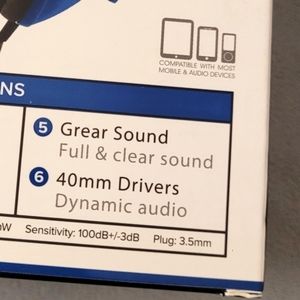 COMPATIBLE WITH MOST
MOBILE & AUDIO DEVICES
NS
5 Grear Sound
Full & clear sound
6 40mm Drivers
Dynamic audio
mW Sensitivity: 100dB+/-3dB Plug: 3.5mm